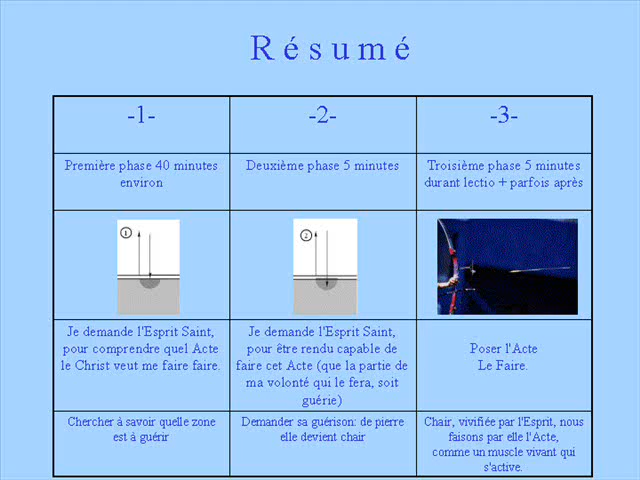 Résumé
-1-
-2-
-3-
Première phase 40 minutes
environ
Deuxième phase 5 minutes
Troisième phase 5 minutes
durant lectio + parfois après
1
2
Je demande l'Esprit Saint,
pour comprendre quel Acte
le Christ veut me faire faire.
Je demande l'Esprit Saint,
pour être rendu capable de
faire cet Acte (que la partie de
ma volonté qui le fera, soit
guérie)
Poser l'Acte
Le Faire.
Chercher à savoir quelle zone
est à guérir
Demander sa guérison: de pierre
elle devient chair
Chair, vivifiée par l'Esprit, nous
faisons par elle l'Acte,
comme un muscle vivant qui
s'active.